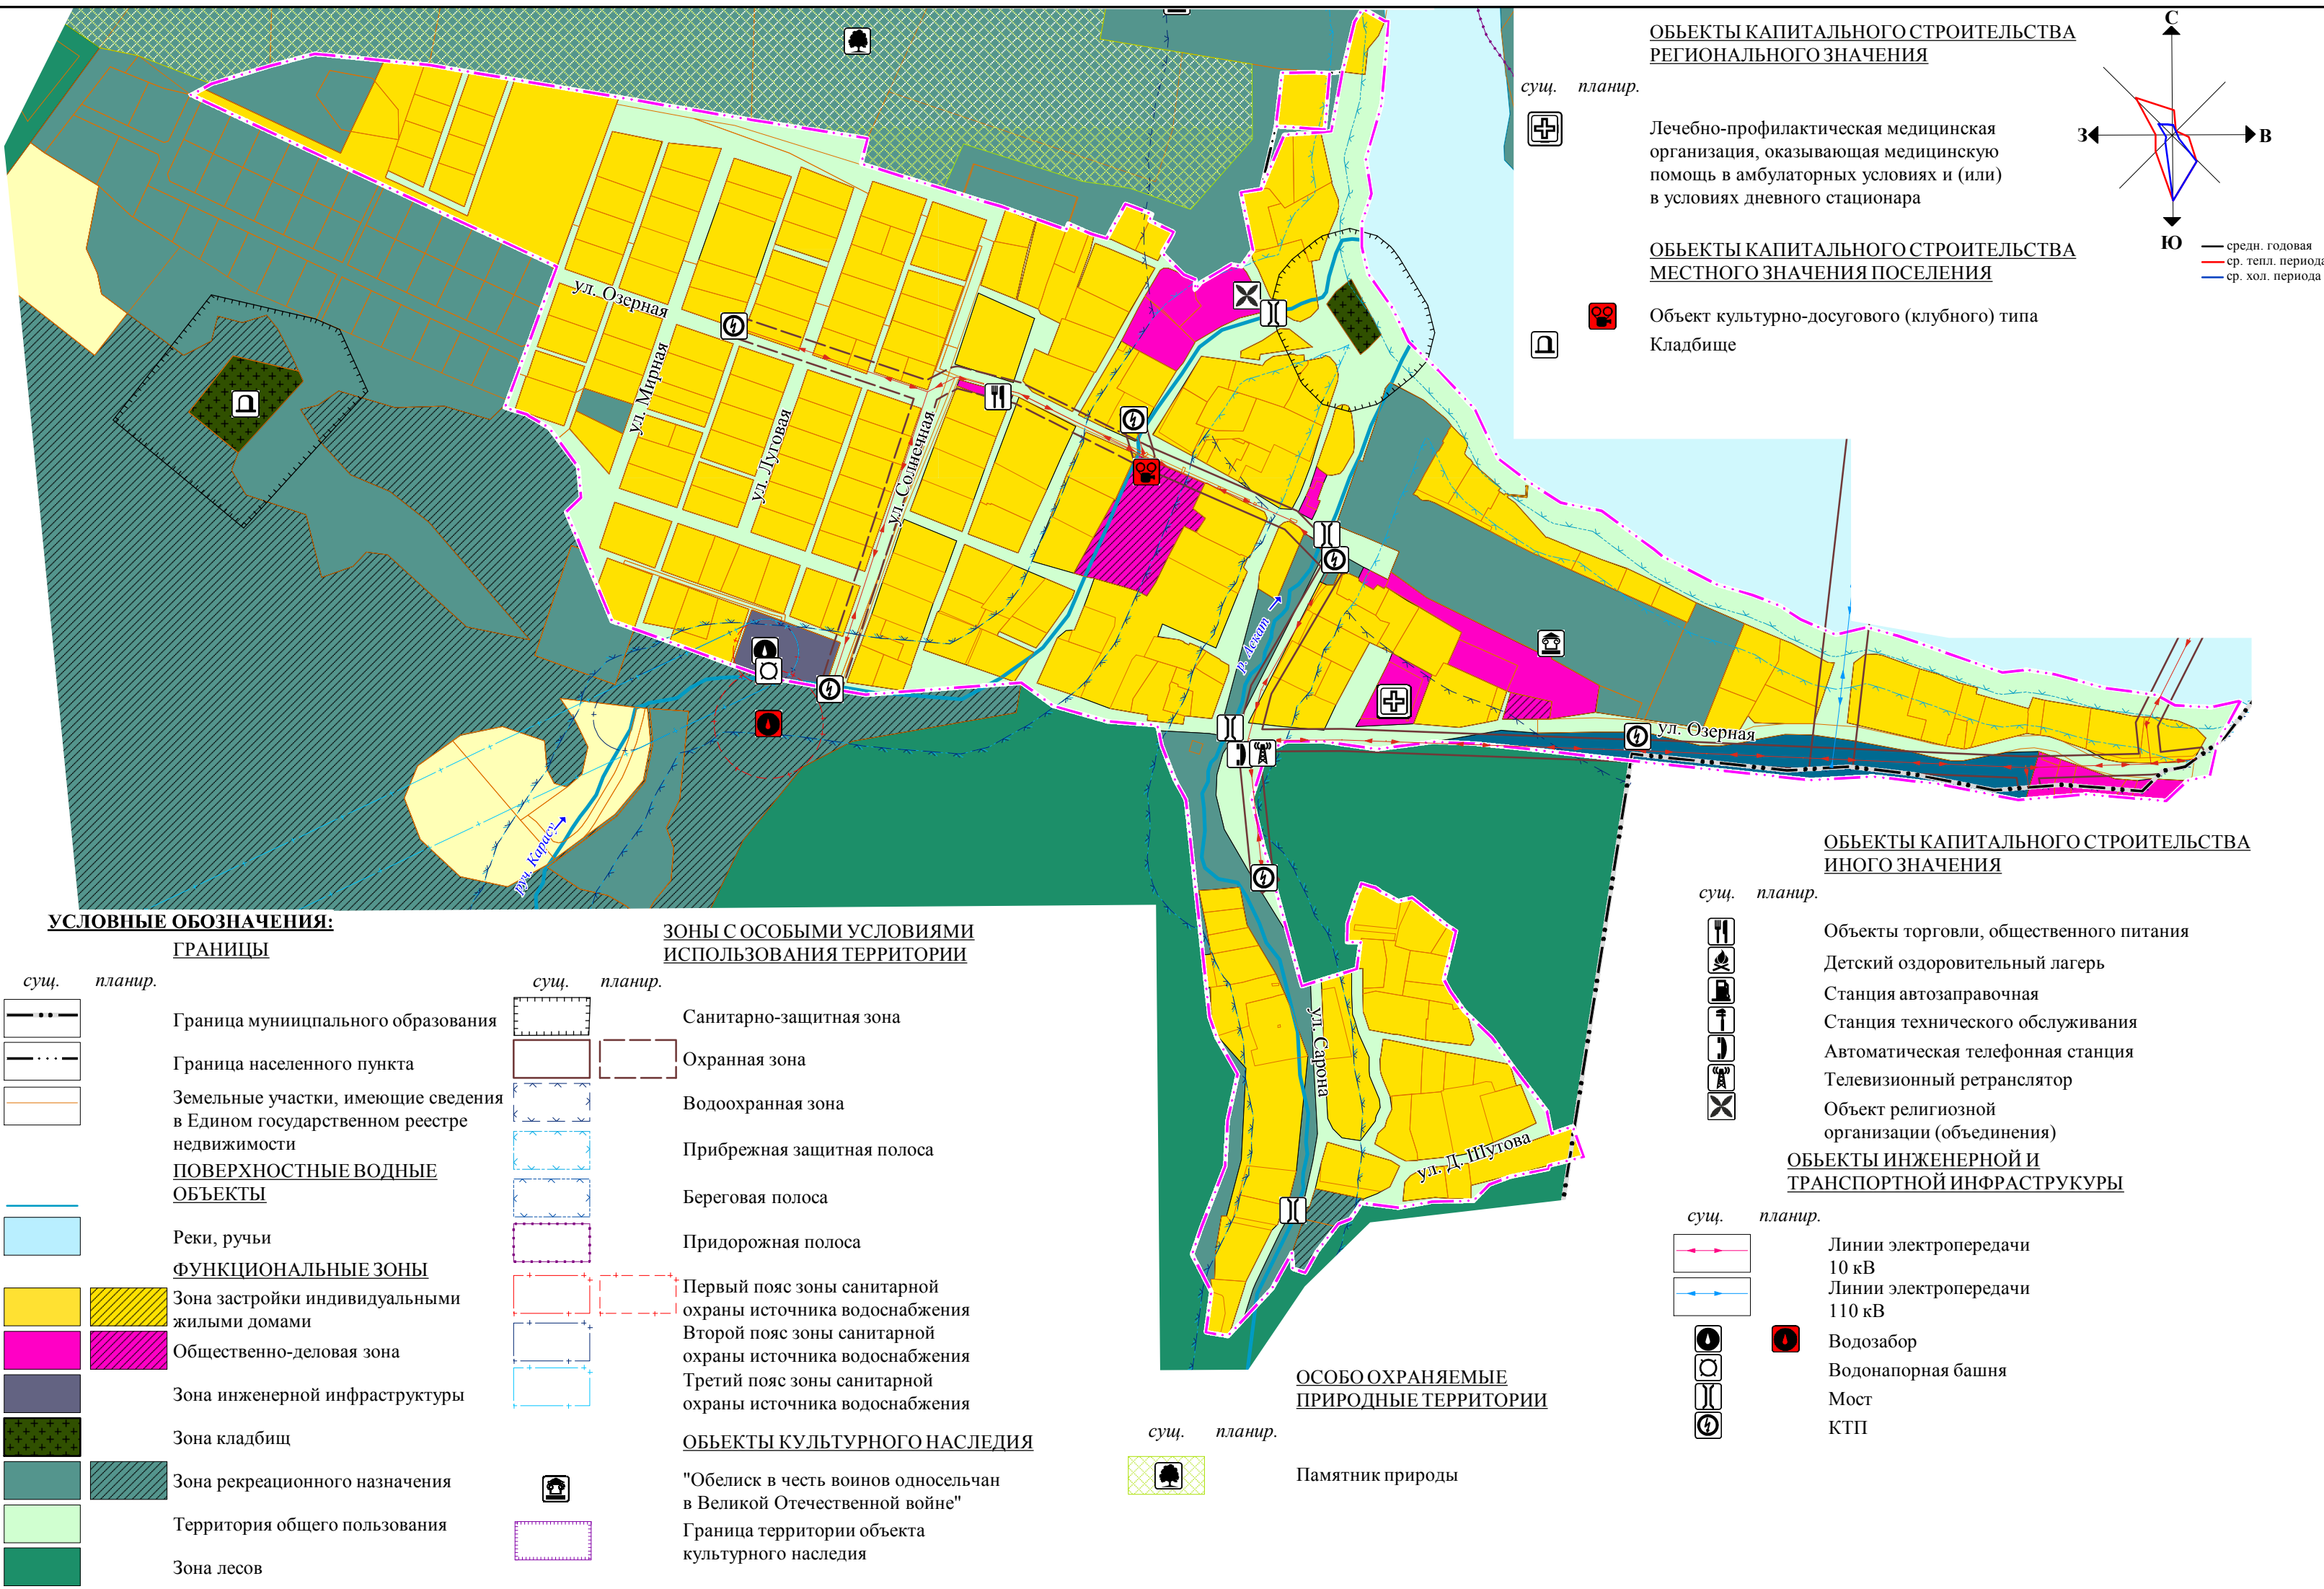 ОБЬЕКТЫ КАПИТАЛЬНОГО СТРОИТЕЛЬСТВА
РЕГИОНАЛЬНОГО ЗНАЧЕНИЯ
сущ. планир.
Лечебно-профилактическая медицинская
организация, оказывающая медицинскую
помощь в амбулаторных условиях и (или)
в условиях дневного стационара
ОБЬЕКТЫ КАПИТАЛЬНОГО СТРОИТЕЛЬСТВА
МЕСТНОГО ЗНАЧЕНИЯ ПОСЕЛЕНИЯ
Объект культурно-досугового (клубного) типа
Кладбище
С
З
В
Ю
средн. годовая
ср. тепл. периода
ср. хол. периода
ул. Озерная
ул. Мирная
ул. Луговая
ул. Солнечная
р. Аскат
ул. Озерная
руч. Карасу
ул. Сарона
ул. Д. Шутова
УСЛОВНЫЕ ОБОЗНАЧЕНИЯ:
ГРАНИЦЫ
сущ. планир.
Граница муниицпального образования
Граница населенного пункта
Земельные участки, имеющие сведения
в Едином государственном реестре
недвижимости
ПОВЕРХНОСТНЫЕ ВОДНЫЕ
ОБЪЕКТЫ
Реки, ручьи
ФУНКЦИОНАЛЬНЫЕ ЗОНЫ
Зона застройки индивидуальными
жилыми домами
Общественно-деловая зона
Зона инженерной инфраструктуры
Зона кладбищ
Зона рекреационного назначения
Территория общего пользования
Зона лесов
ЗОНЫ С ОСОБЫМИ УСЛОВИЯМИ
ИСПОЛЬЗОВАНИЯ ТЕРРИТОРИИ
сущ. планир.
Санитарно-защитная зона
Охранная зона
Водоохранная зона
Прибрежная защитная полоса
Береговая полоса
Придорожная полоса
Первый пояс зоны санитарной
охраны источника водоснабжения
Второй пояс зоны санитарной
охраны источника водоснабжения
Третий пояс зоны санитарной
охраны источника водоснабжения
ОБЬЕКТЫ КУЛЬТУРНОГО НАСЛЕДИЯ
"Обелиск в честь воинов односельчан
в Великой Отечественной войне"
Граница территории объекта
культурного наследия
ОСОБО ОХРАНЯЕМЫЕ
ПРИРОДНЫЕ ТЕРРИТОРИИ
сущ. планир.
Памятник природы
ОБЬЕКТЫ КАПИТАЛЬНОГО СТРОИТЕЛЬСТВА
ИНОГО ЗНАЧЕНИЯ
сущ. планир.
Объекты торговли, общественного питания
Детский оздоровительный лагерь
Станция автозаправочная
Станция технического обслуживания
Автоматическая телефонная станция
Телевизионный ретранслятор
Объект религиозной
организации (объединения)
ОБЬЕКТЫ ИНЖЕНЕРНОЙ И
ТРАНСПОРТНОЙ ИНФРАСТРУКУРЫ
сущ. планир.
Линии электропередачи
10 кВ
Линии электропередачи
110 кВ
Водозабор
Водонапорная башня
Мост
КТП